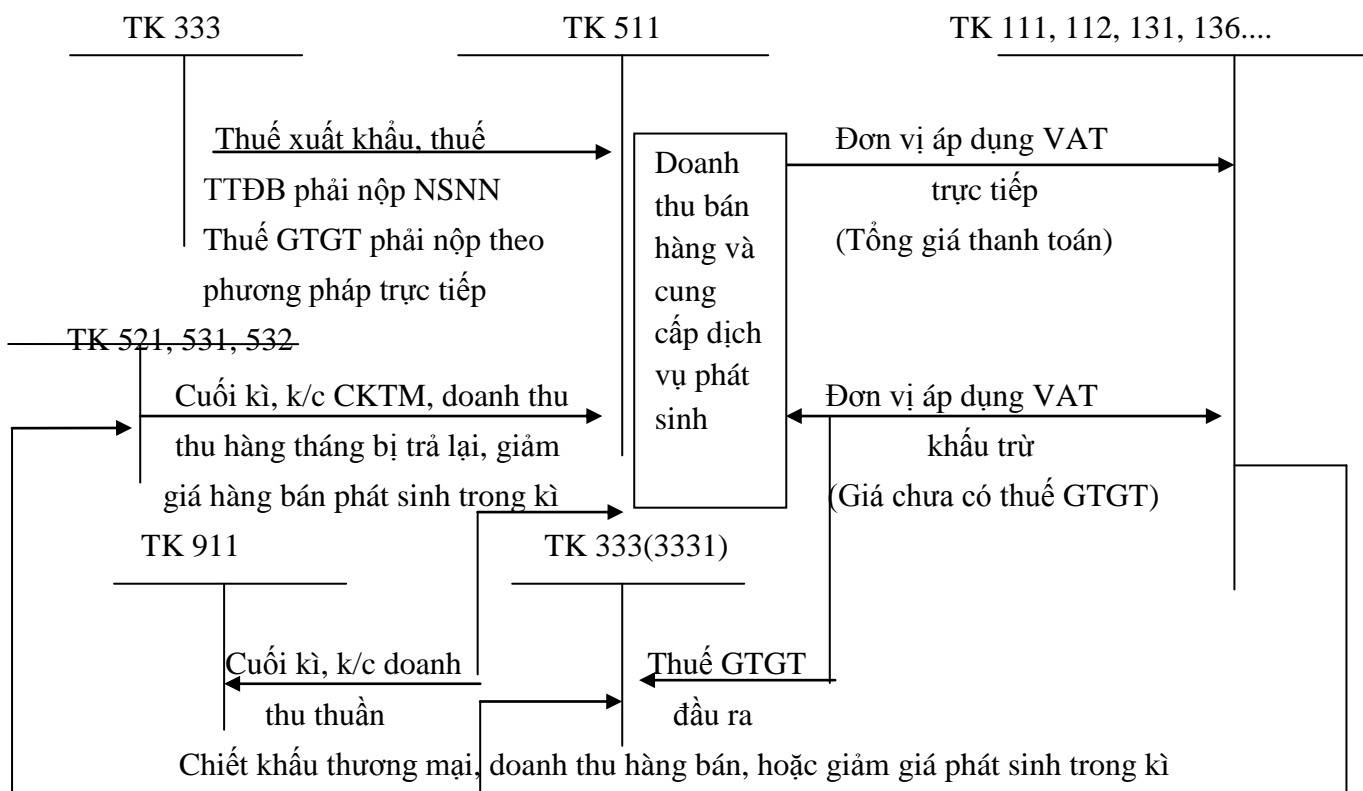 TK 333
TK 511
TK 111, 112, 131, 136....
Thuế xuất khẩu, thuế
TTĐB phải nộp NSNN
Thuế GTGT phải nộp theo
phương pháp trực tiếp
Doanh
thu bán
hàng và
cung
cấp dịch
vụ phát
sinh
Đơn vị áp dụng VAT
trực tiếp
(Tổng giá thanh toán)
TK 521, 531, 532
Cuối kì, k/c CKTM, doanh thu
thu hàng tháng bị trả lại, giảm
giá hàng bán phát sinh trong kì
Đơn vị áp dụng VAT
khấu trừ
(Giá chưa có thuế GTGT)
TK 911
TK 333(3331)
Cuối kì, k/c doanh
thu thuần
Thuế GTGT
đầu ra
Chiết khấu thương mại, doanh thu hàng bán, hoặc giảm giá phát sinh trong kì